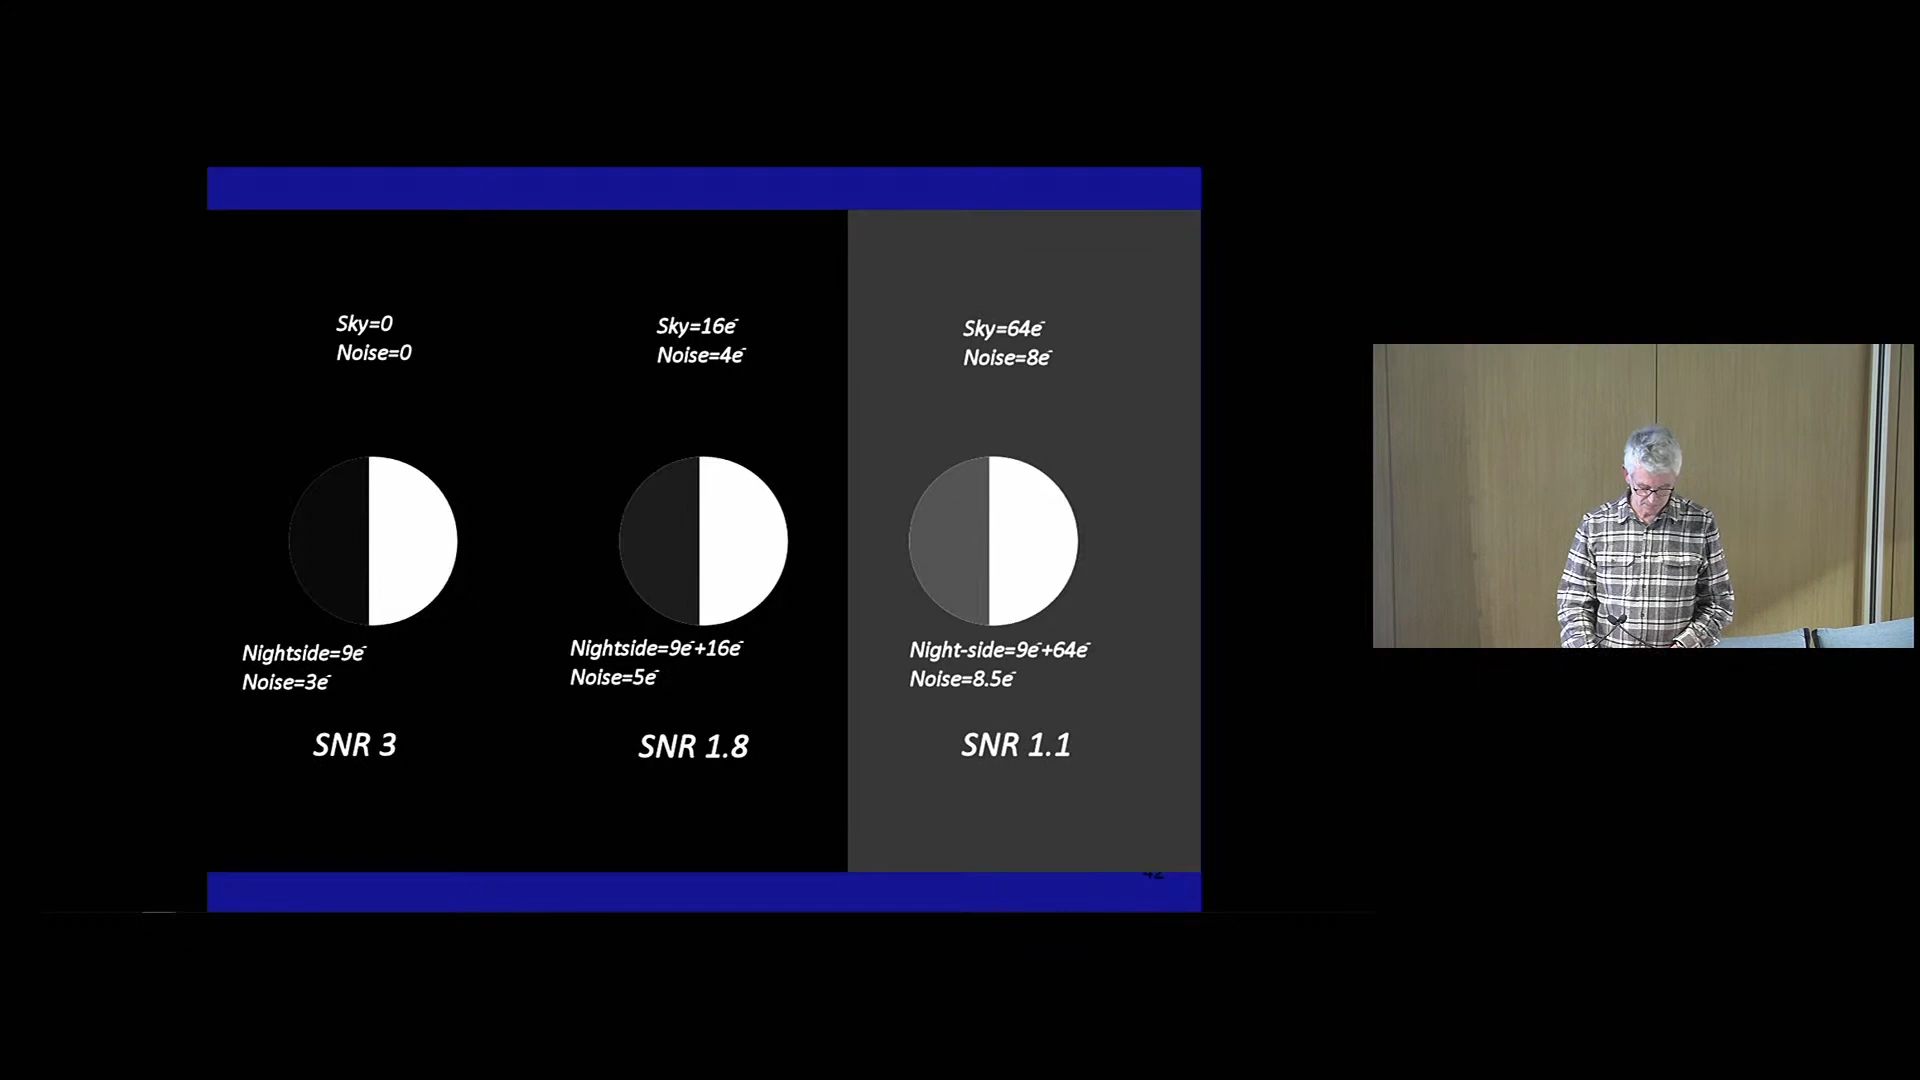 Sky=0
Noise=0
Sky=16e⁻
Noise=4e⁻
Sky=64e⁻
Noise=8e⁻
Nightside=9e⁻
Noise=3e⁻
Nightside=9e⁻+16e⁻
Noise=5e⁻
Night-side=9e⁻+64e⁻
Noise=8.5e⁻
SNR 3
SNR 1.8
SNR 1.1
42